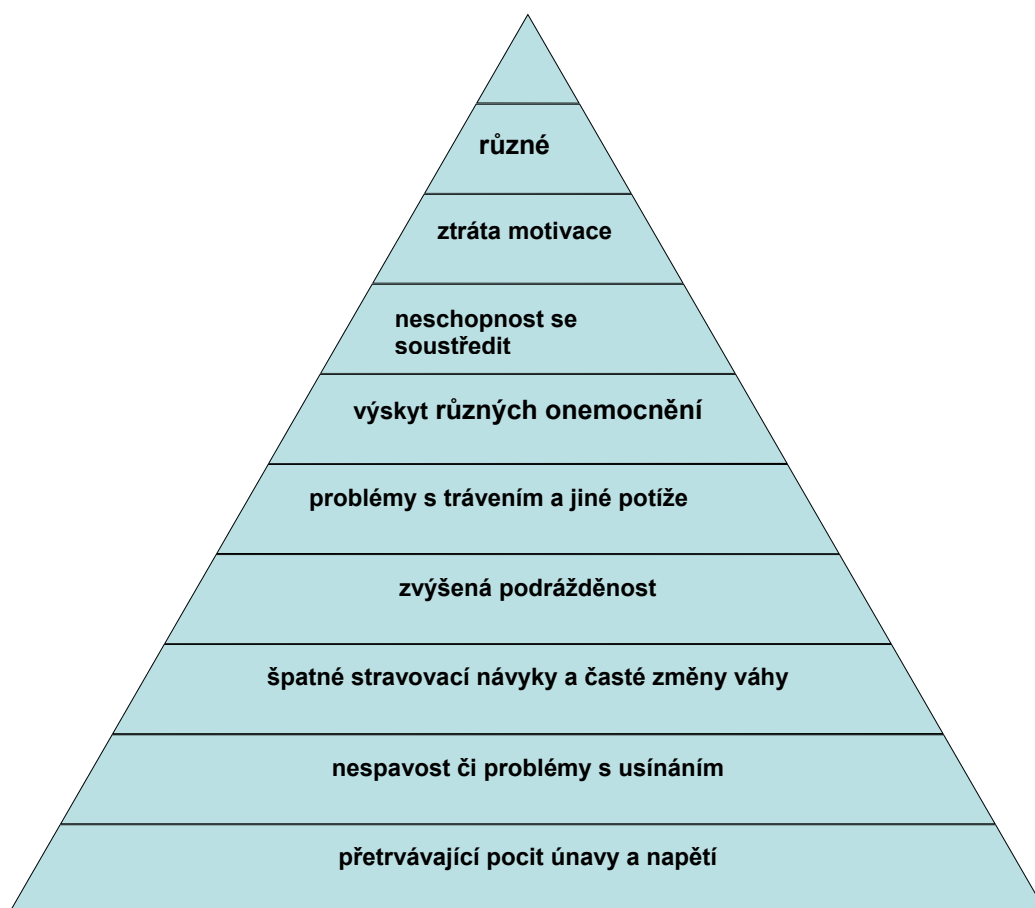 různé
ztráta motivace
neschopnost se
soustředit
výskyt různých onemocnění
problémy s trávením a jiné potíže
zvýšená podrážděnost
špatné stravovací návyky a časté změny váhy
nespavost či problémy s usínáním
přetrvávající pocit únavy a napětí